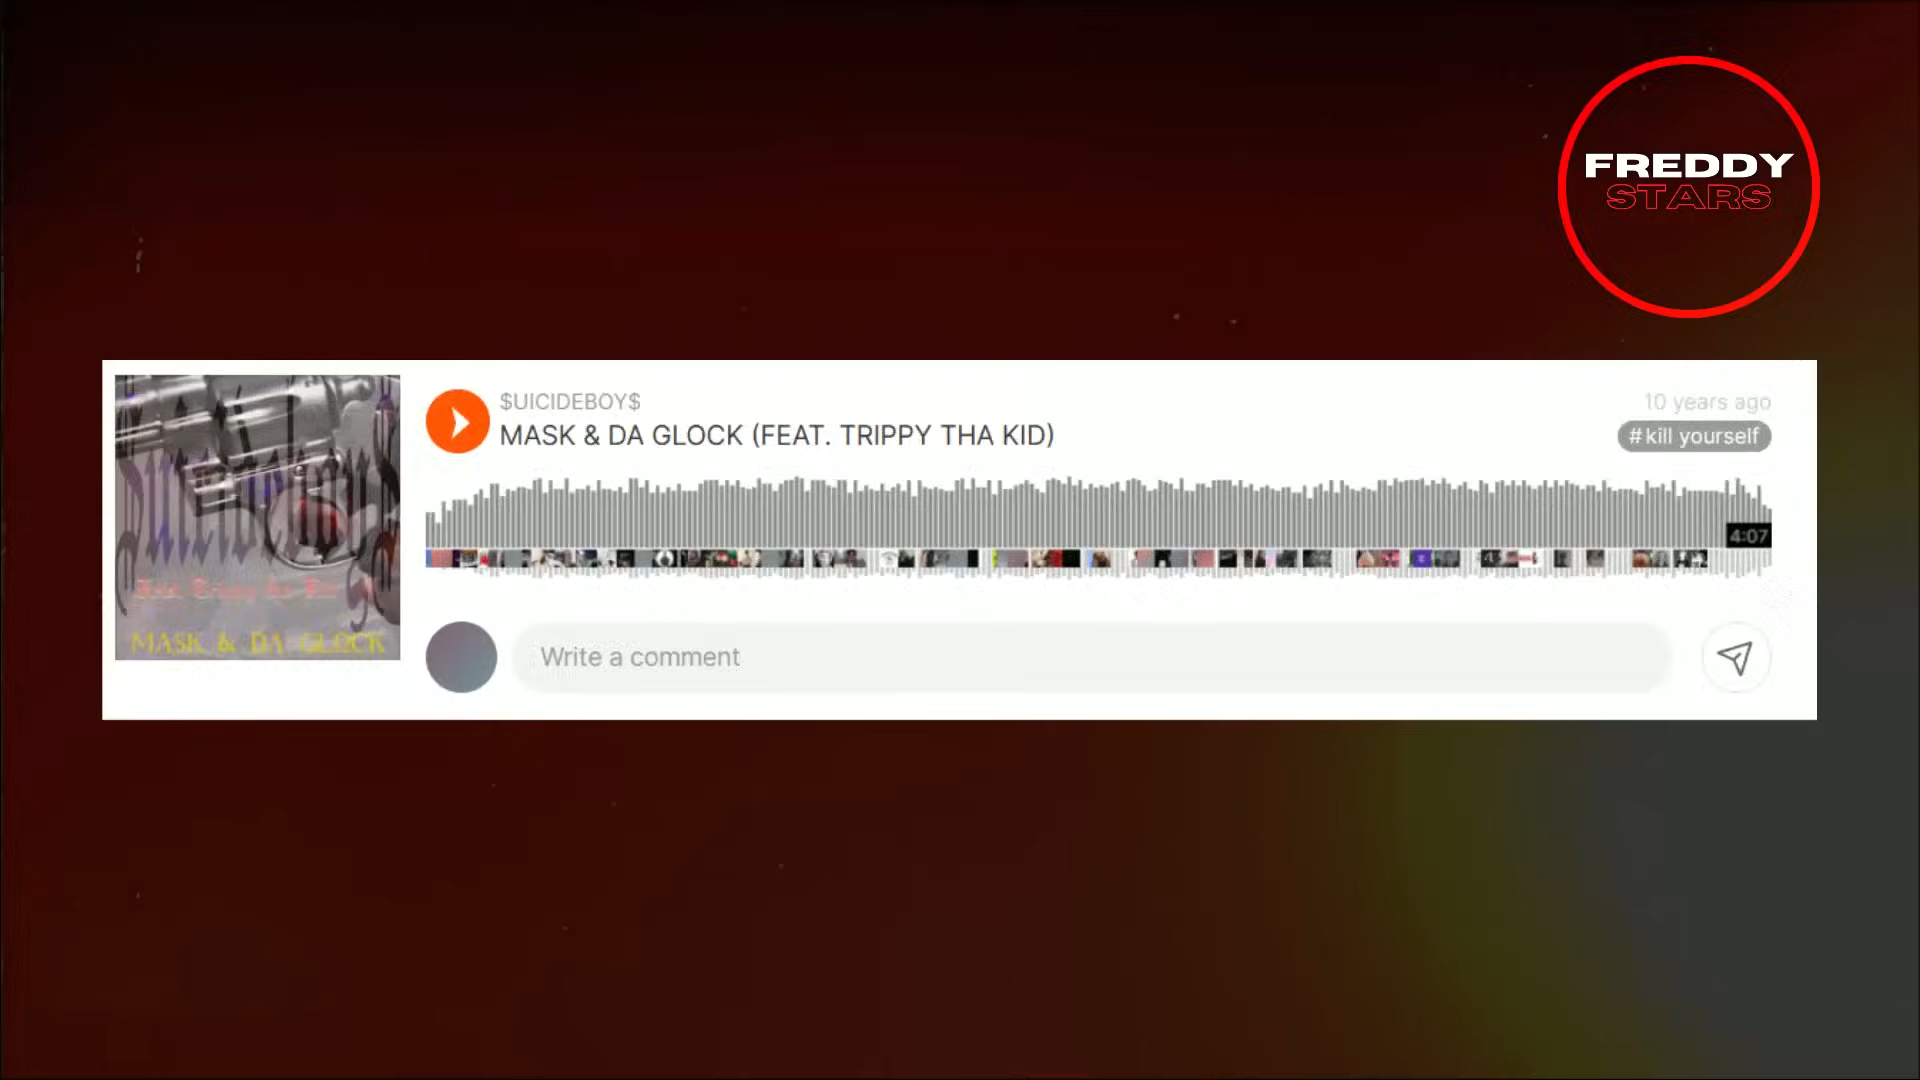 FREDDY
STARS
$UICIDEBOY$
MASK & DA GLOCK (FEAT. TRIPPY THA KID)
10 years ago
#kill yourself
4:07
MASK & DA GLOCK
Write a comment